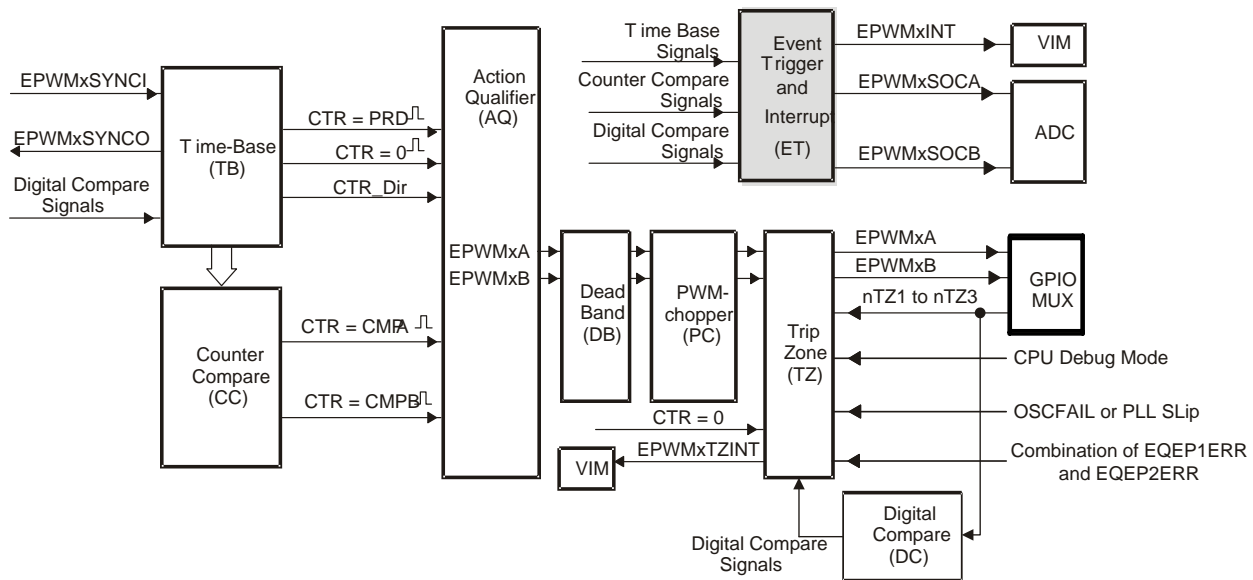 EPWMxSYNCI
EPWMxSYNCO
Digital Compare
Signals
Time-Base
(TB)
CTR = PRD
CTR = 0
CTR_Dir
Counter
Compare
(CC)
CTR = CMPA
CTR = CMPB
Action
Qualifier
(AQ)
EPWMxA
EPWMxB
Dead
Band
(DB)
PWM-
chopper
(PC)
Time Base
Signals
Counter Compare
Signals
Digital Compare
Signals
Event
Trigger
and
Interrupt
(ET)
EPWMxINT
EPWMxSOCA
EPWMxSOCB
VIM
ADC
Trip
Zone
(TZ)
EPWMxA
EPWMxB
nTZ1 to nTZ3
GPIO
MUX
CPU Debug Mode
OSCFAIL or PLL SLip
Combination of EQEP1ERR
and EQEP2ERR
CTR = 0
EPWMxTZINT
VIM
Digital Compare
Signals
Digital
Compare
(DC)